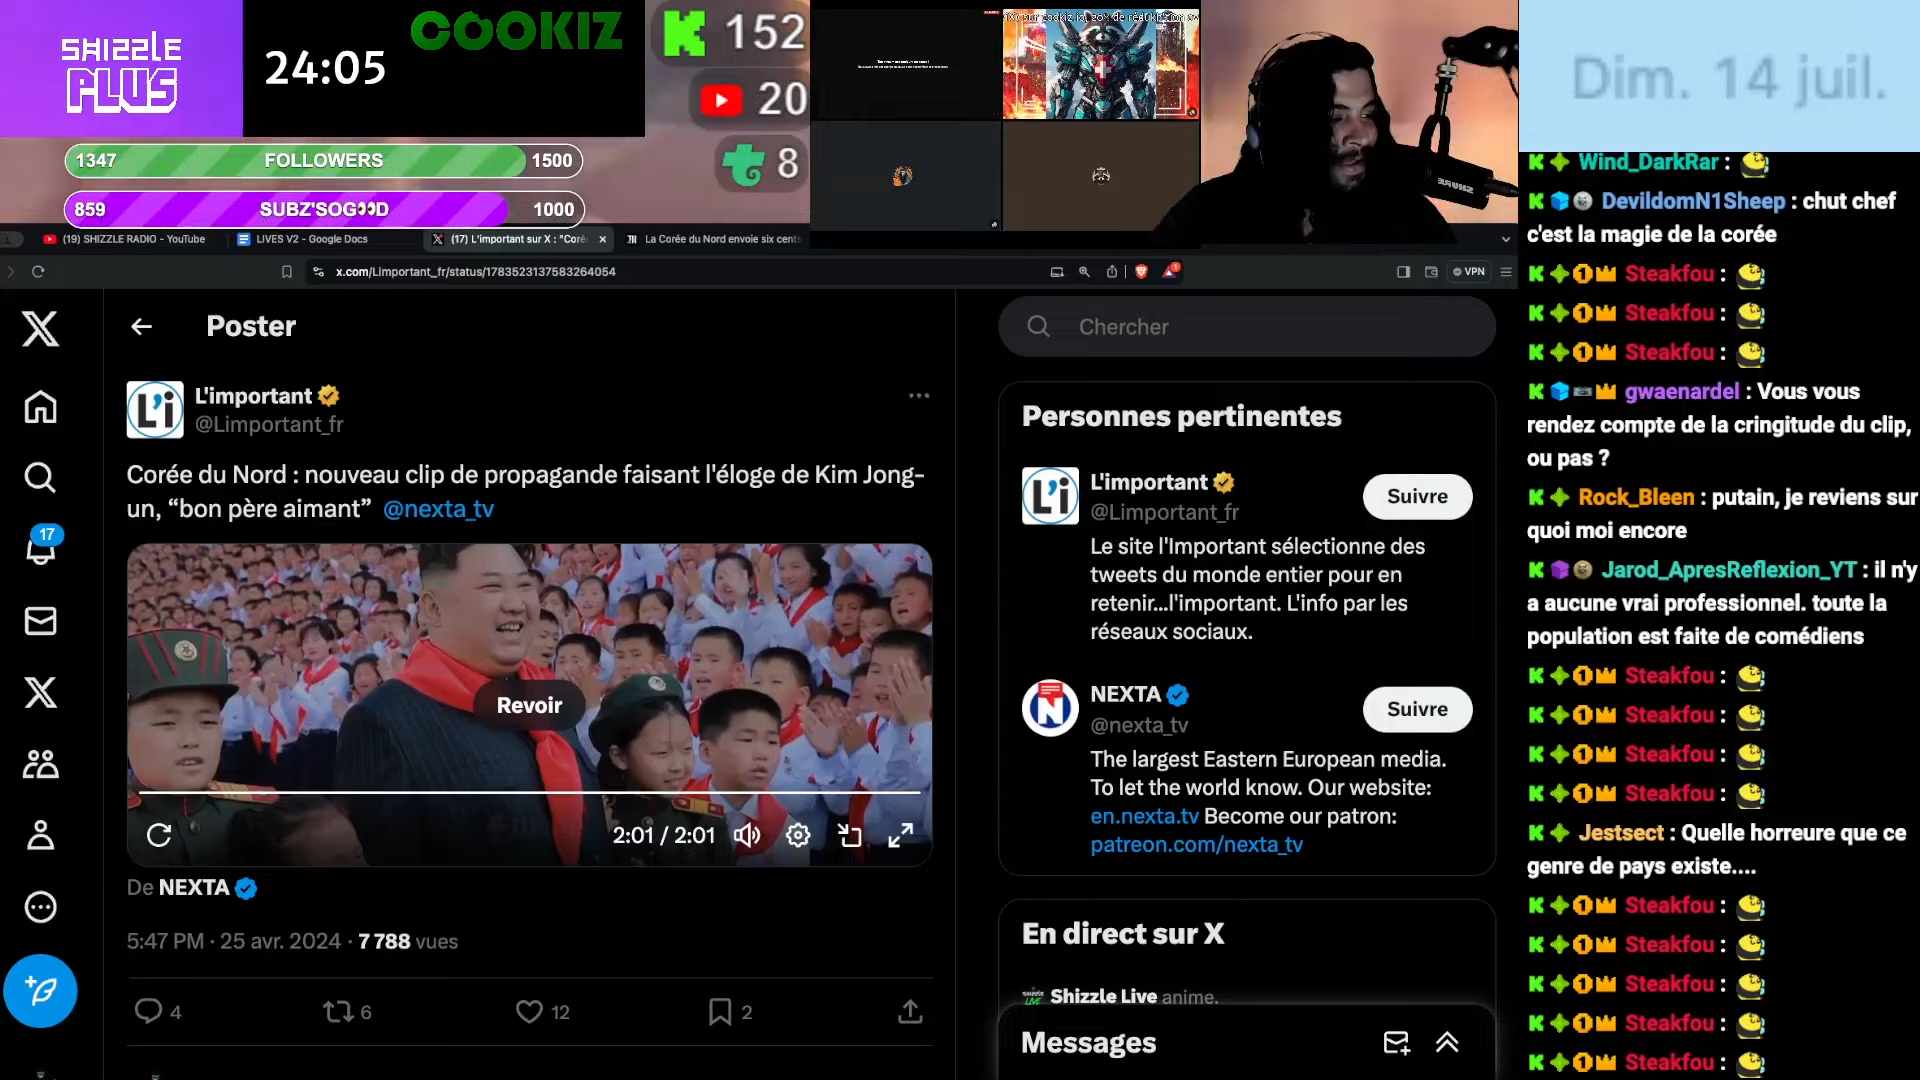 SHIZZLE
PLUS
24:05
COOKIZ
152
20
8
1347 FOLLOWERS 1500
859 SUBZ'SOG👀D 1000
Dim. 14 juil.
(19) SHIZZLE RADIO - YouTube
LIVES V2 - Google Docs
(17) L'important sur X : "Coré
La Corée du Nord envoie six cents
x.com/Limportant_fr/status/1783523137583264054
VPN
Poster
L'important
@Limportant_fr
Corée du Nord : nouveau clip de propagande faisant l'éloge de Kim Jong-
un, “bon père aimant” @nexta_tv
Revoir
2:01 / 2:01
De NEXTA
5:47 PM · 25 avr. 2024 · 7 788 vues
4
6
12
2
17
Chercher
Personnes pertinentes
L'important
@Limportant_fr
Suivre
Le site l'Important sélectionne des
tweets du monde entier pour en
retenir...l'important. L'info par les
réseaux sociaux.
NEXTA
@nexta_tv
Suivre
The largest Eastern European media.
To let the world know. Our website:
en.nexta.tv Become our patron:
patreon.com/nexta_tv
En direct sur X
Shizzle Live anime.
Messages
Wind_DarkRar :
DevildomN1Sheep : chut chef
c'est la magie de la corée
Steakfou :
Steakfou :
Steakfou :
gwaenardel : Vous vous
rendez compte de la cringitude du clip,
ou pas ?
Rock_Bleen : putain, je reviens sur
quoi moi encore
Jarod_ApresReflexion_YT : il n'y
a aucune vrai professionnel. toute la
population est faite de comédiens
Steakfou :
Steakfou :
Steakfou :
Steakfou :
Jestsect : Quelle horreure que ce
genre de pays existe....
Steakfou :
Steakfou :
Steakfou :
Steakfou :
Steakfou :